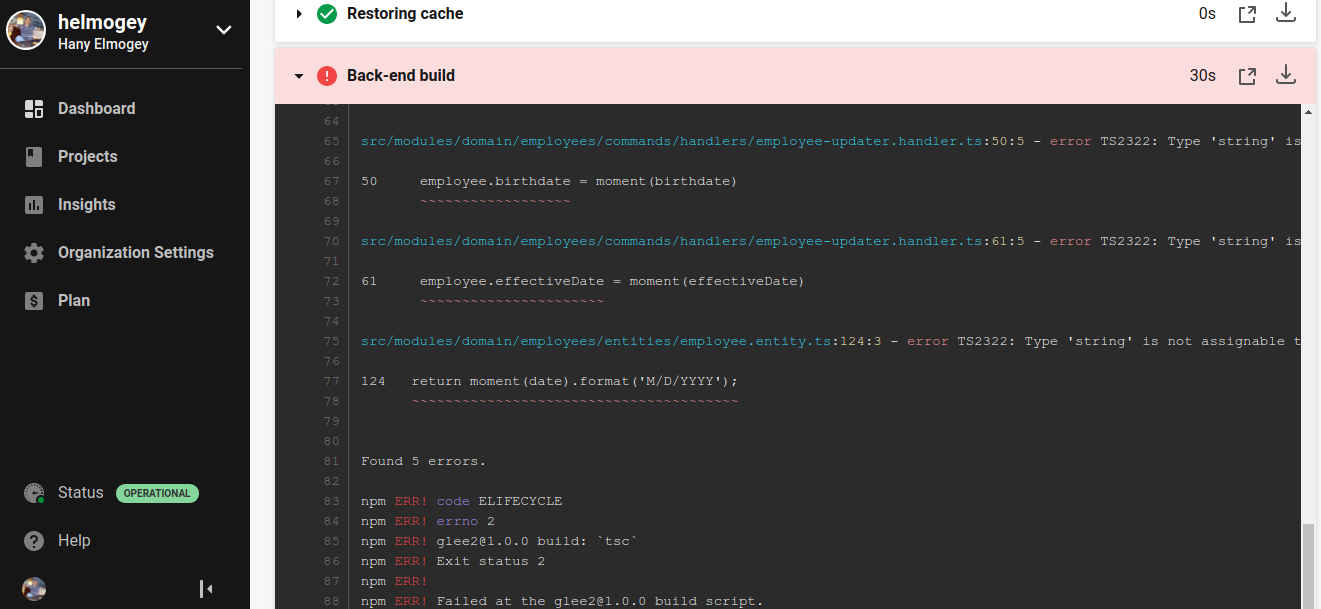 helmogey
Hany Elmogey
Dashboard
Projects
Insights
Organization Settings
Plan
Status OPERATIONAL
Help
Restoring cache 0s
Back-end build 30s
64
65 src/modules/domain/employees/commands/handlers/employee-updater.handler.ts:50:5 - error TS2322: Type 'string' is
66
67 50 employee.birthdate = moment(birthdate)
68 ~~~~~~~~~~~~~~~~~~
69
70 src/modules/domain/employees/commands/handlers/employee-updater.handler.ts:61:5 - error TS2322: Type 'string' is
71
72 61 employee.effectiveDate = moment(effectiveDate)
73 ~~~~~~~~~~~~~~~~~~~~~~
74
75 src/modules/domain/employees/entities/employee.entity.ts:124:3 - error TS2322: Type 'string' is not assignable t
76
77 124 return moment(date).format('M/D/YYYY');
78 ~~~~~~~~~~~~~~~~~~~~~~~~~~~~~~~~~~~~~~~
79
80
81 Found 5 errors.
82
83 npm ERR! code ELIFECYCLE
84 npm ERR! errno 2
85 npm ERR! glee2@1.0.0 build: `tsc`
86 npm ERR! Exit status 2
87 npm ERR!
88 npm ERR! Failed at the glee2@1.0.0 build script.